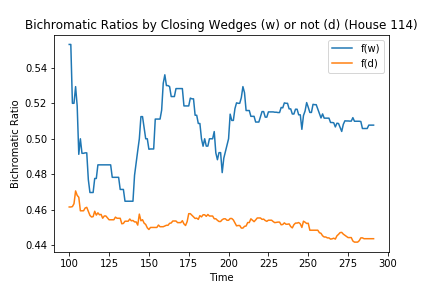 Bichromatic Ratios by Closing Wedges (w) or not (d) (House 114)
f(w)
f(d)
Bichromatic Ratio
0.54
0.52
0.50
0.48
0.46
0.44
100 125 150 175 200 225 250 275 300
Time